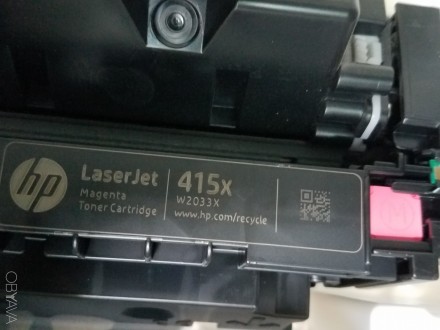 hp
LaserJet
Magenta
Toner Cartridge
415x
W2033X
www.hp.com/recycle
OBYAVA